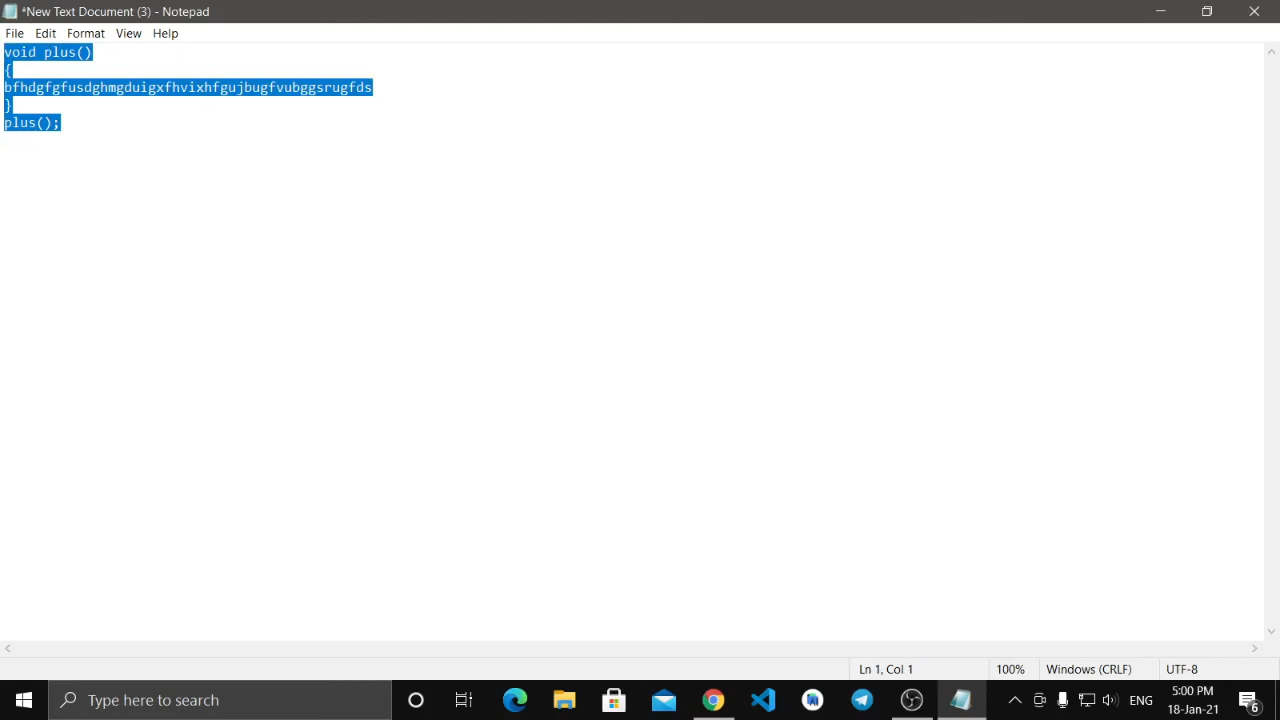 *New Text Document (3) - Notepad
File Edit Format View Help
void plus()
{
bfhdgfgfusdghmgduigxfhvixhfgujbugfvubggsrugfds
}
plus();
Ln 1, Col 1 100% Windows (CRLF) UTF-8
Type here to search
ENG
5:00 PM
18-Jan-21
6